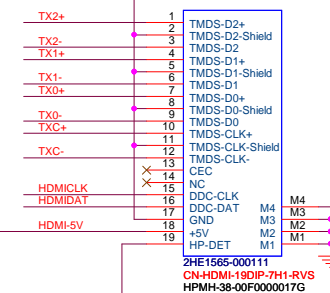 TX2+ 1 TMDS-D2+
2 TMDS-D2-Shield
TX2- 3 TMDS-D2
TX1+ 4 TMDS-D1+
5 TMDS-D1-Shield
TX1- 6 TMDS-D1
TX0+ 7 TMDS-D0+
8 TMDS-D0-Shield
TX0- 9 TMDS-D0
TXC+ 10 TMDS-CLK+
11 TMDS-CLK-Shield
TXC- 12 TMDS-CLK-
13 CEC
14 NC
HDMICLK 15 DDC-CLK
HDMIDAT 16 DDC-DAT M4 M4
17 GND M3 M3
HDMI-5V 18 +5V M2 M2
19 HP-DET M1 M1
2HE1565-000111
CN-HDMI-19DIP-7H1-RVS
HPMH-38-00F0000017G